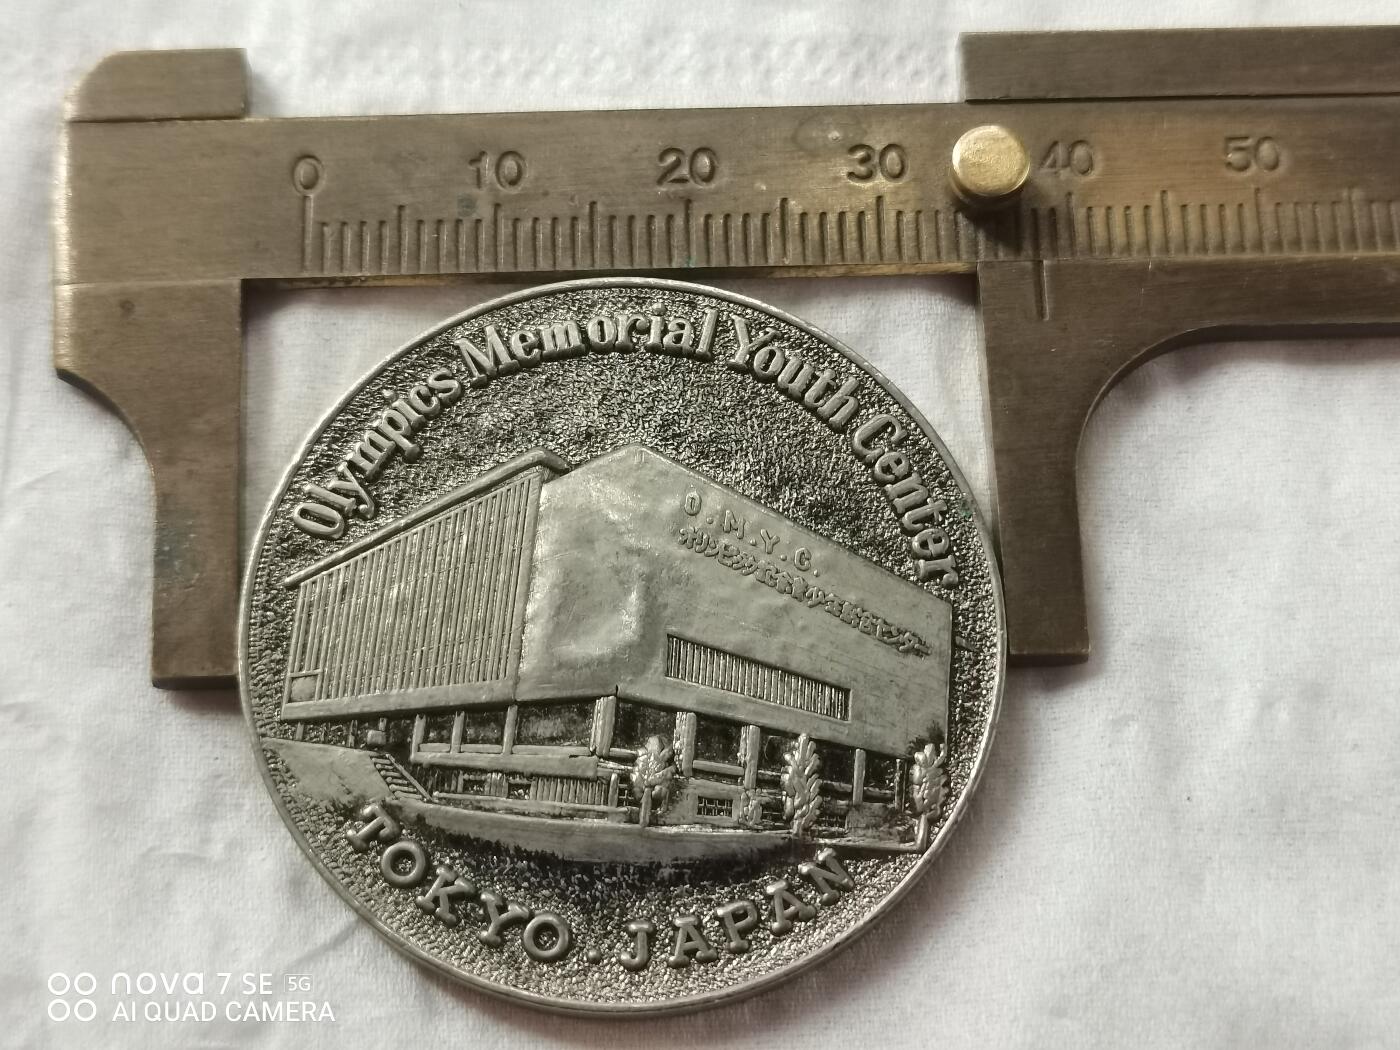 0 10 20 30 40 50
Olympics Memorial Youth Center
O.M.Y.C.
オリンピック記念青少年総合センター
TOKYO.JAPAN
nova 7 SE 5G
AI QUAD CAMERA